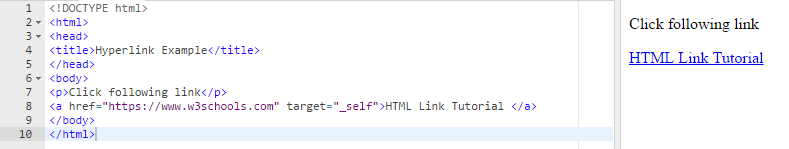 1 <!DOCTYPE html>
2 <html>
3 <head>
4 <title>Hyperlink Example</title>
5 </head>
6 <body>
7 <p>Click following link</p>
8 <a href="https://www.w3schools.com" target="_self">HTML Link Tutorial </a>
9 </body>
10 </html>
Click following link
HTML Link Tutorial